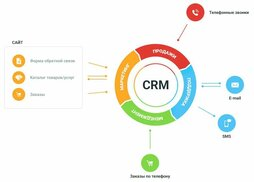 Телефонные звонки
САЙТ
Форма обратной связи
Каталог товаров/услуг
Заказы
ПРОДАЖИ
МАРКЕТИНГ
CRM
ПОДДЕРЖКА
МЕНЕДЖМЕНТ
E-mail
SMS
Заказы по телефону